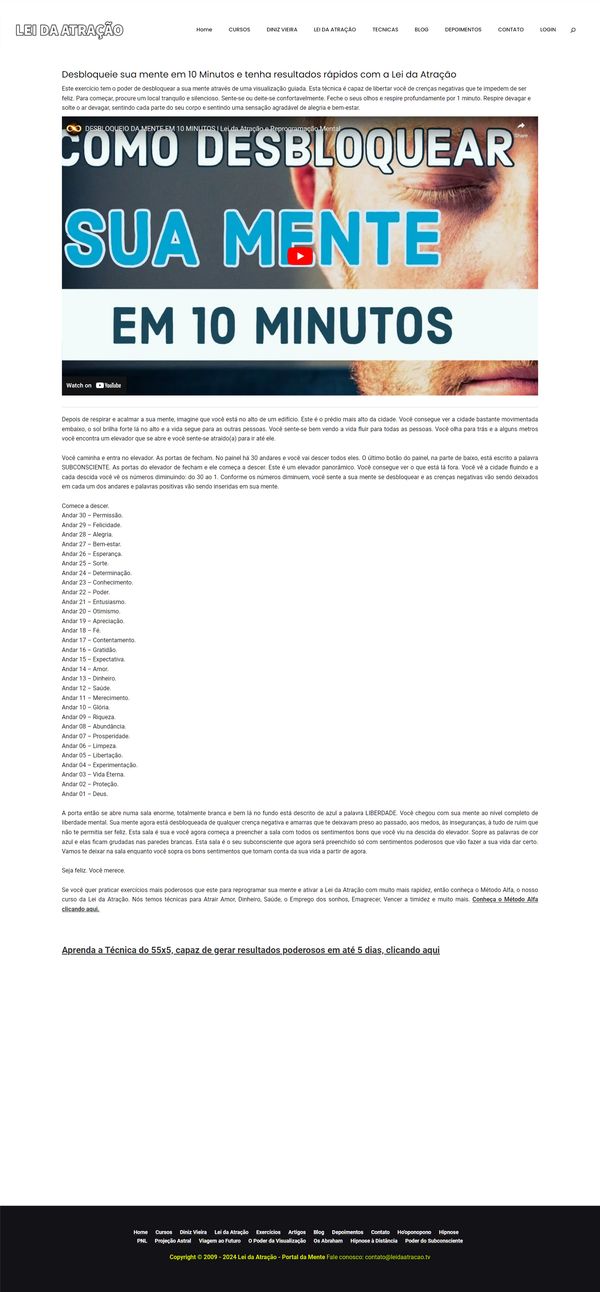 LEI DA ATRAÇÃO
Home CURSOS DINIZ VIEIRA LEI DA ATRAÇÃO TECNICAS BLOG DEPOIMENTOS CONTATO LOGIN
Desbloqueie sua mente em 10 Minutos e tenha resultados rápidos com a Lei da Atração
Este exercício tem o poder de desbloquear a sua mente através de uma visualização guiada. Esta técnica é capaz de libertar você de crenças negativas que te impedem de ser
feliz. Para começar, procure um local tranquilo e silencioso. Sente-se ou deite-se confortavelmente. Feche o seus olhos e respire profundamente por 1 minuto. Respire devagar e
solte o ar devagar, sentindo cada parte do seu corpo e sentindo uma sensação agradável de alegria e bem-estar.
DESBLOQUEIO DA MENTE EM 10 MINUTOS | Lei da Atração e Reprogramação Mental
Share
COMO DESBLOQUEAR
SUA MENTE
EM 10 MINUTOS
Watch on YouTube
Depois de respirar e acalmar a sua mente, imagine que você está no alto de um edifício. Este é o prédio mais alto da cidade. Você consegue ver a cidade bastante movimentada
embaixo, o sol brilha forte lá no alto e a vida segue para as outras pessoas. Você sente-se bem vendo a vida fluir para todas as pessoas. Você olha para trás e a alguns metros
você encontra um elevador que se abre e você sente-se atraído(a) para ir até ele.
Você caminha e entra no elevador. As portas de fecham. No painel há 30 andares e você vai descer todos eles. O último botão do painel, na parte de baixo, está escrito a palavra
SUBCONSCIENTE. As portas do elevador de fecham e ele começa a descer. Este é um elevador panorâmico. Você consegue ver o que está lá fora. Você vê a cidade fluindo e a
cada descida você vê os números diminuindo: do 30 ao 1. Conforme os números diminuem, você sente a sua mente se desbloquear e as crenças negativas vão sendo deixados
em cada um dos andares e palavras positivas vão sendo inseridas em sua mente.
Comece a descer.
Andar 30 – Permissão.
Andar 29 – Felicidade.
Andar 28 – Alegria.
Andar 27 – Bem-estar.
Andar 26 – Esperança.
Andar 25 – Sorte.
Andar 24 – Determinação.
Andar 23 – Conhecimento.
Andar 22 – Poder.
Andar 21 – Entusiasmo.
Andar 20 – Otimismo.
Andar 19 – Apreciação.
Andar 18 – Fé.
Andar 17 – Contentamento.
Andar 16 – Gratidão.
Andar 15 – Expectativa.
Andar 14 – Amor.
Andar 13 – Dinheiro.
Andar 12 – Saúde.
Andar 11 – Merecimento.
Andar 10 – Glória.
Andar 09 – Riqueza.
Andar 08 – Abundância.
Andar 07 – Prosperidade.
Andar 06 – Limpeza.
Andar 05 – Libertação.
Andar 04 – Experimentação.
Andar 03 – Vida Eterna.
Andar 02 – Proteção.
Andar 01 – Deus.
A porta então se abre numa sala enorme, totalmente branca e bem lá no fundo está descrito de azul a palavra LIBERDADE. Você chegou com sua mente ao nível completo de
liberdade mental. Sua mente agora está desbloqueada de qualquer crença negativa e amarras que te deixavam preso ao passado, aos medos, às inseguranças, à tudo de ruim que
não te permitia ser feliz. Esta sala é sua e você agora começa a preencher a sala com todos os sentimentos bons que você viu na descida do elevador. Sopre as palavras de cor
azul e elas ficam grudadas nas paredes brancas. Esta sala é o seu subconsciente que agora será preenchido só com sentimentos poderosos que vão fazer a sua vida dar certo.
Vamos te deixar na sala enquanto você sopra os bons sentimentos que tomam conta da sua vida a partir de agora.
Seja feliz. Você merece.
Se você quer praticar exercícios mais poderosos que este para reprogramar sua mente e ativar a Lei da Atração com muito mais rapidez, então conheça o Método Alfa, o nosso
curso da Lei da Atração. Nós temos técnicas para Atrair Amor, Dinheiro, Saúde, o Emprego dos sonhos, Emagrecer, Vencer a timidez e muito mais. Conheça o Método Alfa
clicando aqui.
Aprenda a Técnica do 55x5, capaz de gerar resultados poderosos em até 5 dias, clicando aqui
Home Cursos Diniz Vieira Lei da Atração Exercícios Artigos Blog Depoimentos Contato Ho'oponopono Hipnose
PNL Projeção Astral Viagem ao Futuro O Poder da Visualização Os Abraham Hipnose à Distância Poder do Subconsciente
Copyright © 2009 - 2024 Lei da Atração - Portal da Mente Fale conosco: contato@leidaatracao.tv